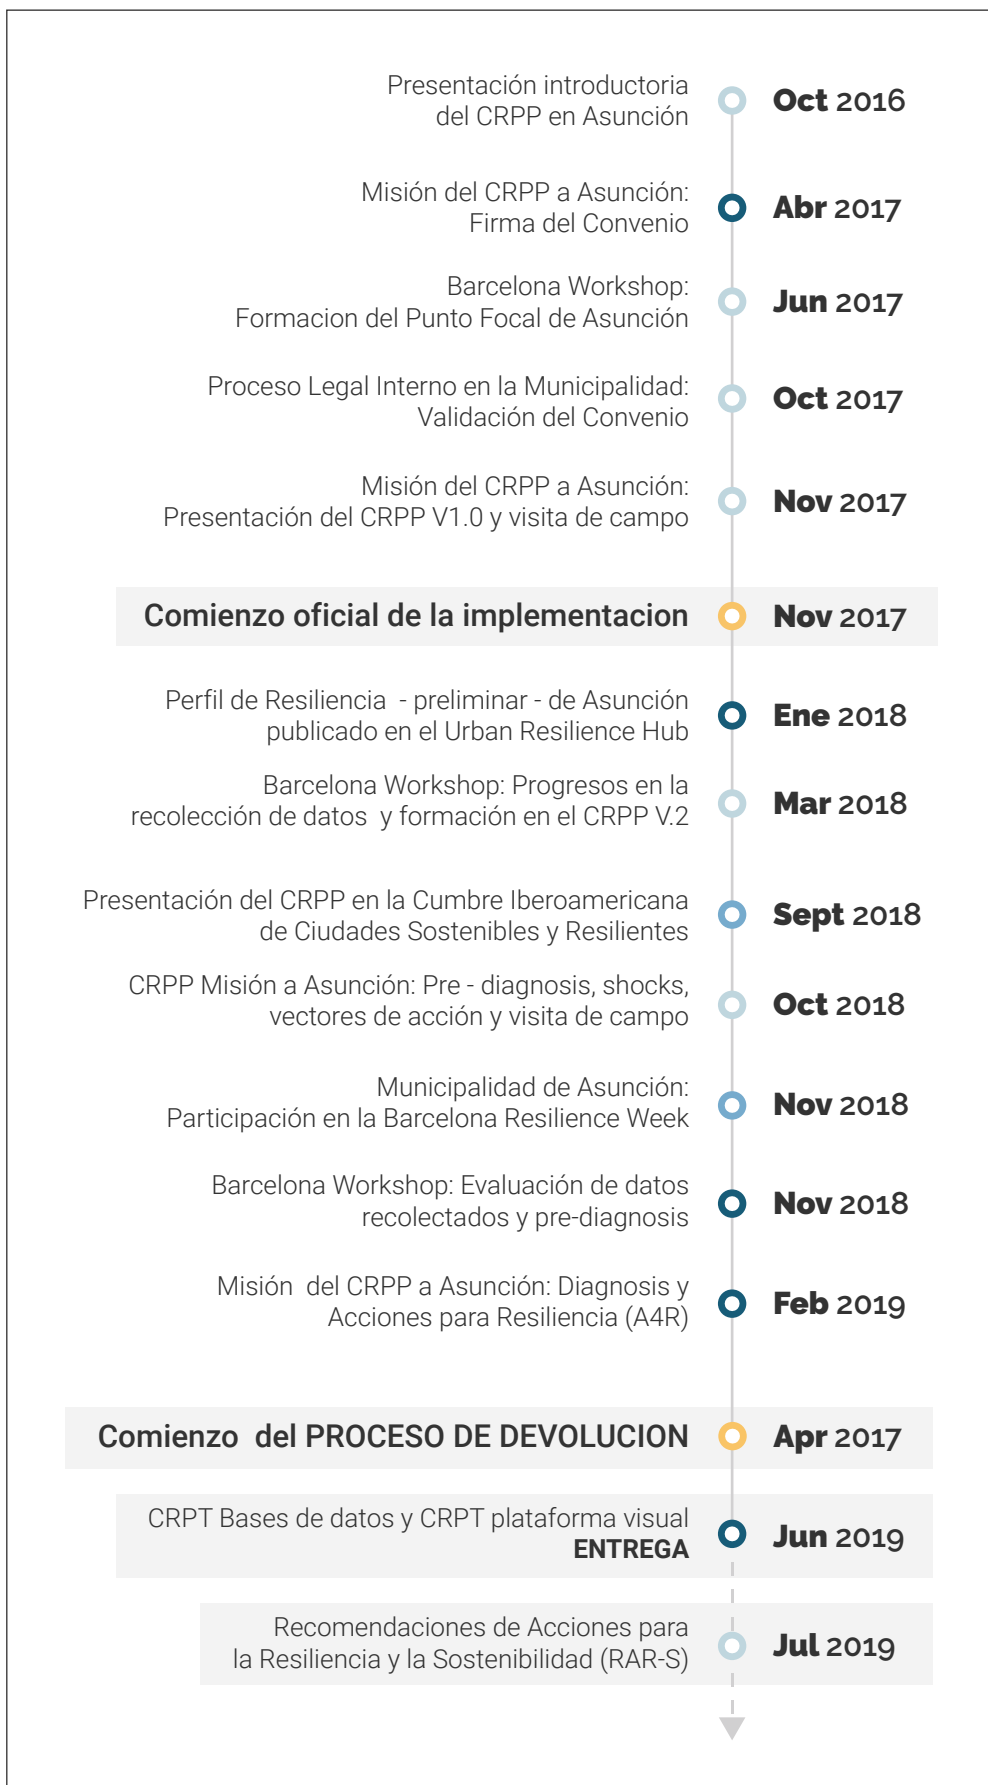 Presentación introductoria
del CRPP en Asunción
Oct 2016
Misión del CRPP a Asunción:
Firma del Convenio
Abr 2017
Barcelona Workshop:
Formacion del Punto Focal de Asunción
Jun 2017
Proceso Legal Interno en la Municipalidad:
Validación del Convenio
Oct 2017
Misión del CRPP a Asunción:
Presentación del CRPP V1.0 y visita de campo
Nov 2017
Comienzo oficial de la implementacion
Nov 2017
Perfil de Resiliencia - preliminar - de Asunción
publicado en el Urban Resilience Hub
Ene 2018
Barcelona Workshop: Progresos en la
recolección de datos y formación en el CRPP V.2
Mar 2018
Presentación del CRPP en la Cumbre Iberoamericana
de Ciudades Sostenibles y Resilientes
Sept 2018
CRPP Misión a Asunción: Pre - diagnosis, shocks,
vectores de acción y visita de campo
Oct 2018
Municipalidad de Asunción:
Participación en la Barcelona Resilience Week
Nov 2018
Barcelona Workshop: Evaluación de datos
recolectados y pre-diagnosis
Nov 2018
Misión del CRPP a Asunción: Diagnosis y
Acciones para Resiliencia (A4R)
Feb 2019
Comienzo del PROCESO DE DEVOLUCION
Apr 2017
CRPT Bases de datos y CRPT plataforma visual
ENTREGA
Jun 2019
Recomendaciones de Acciones para
la Resiliencia y la Sostenibilidad (RAR-S)
Jul 2019